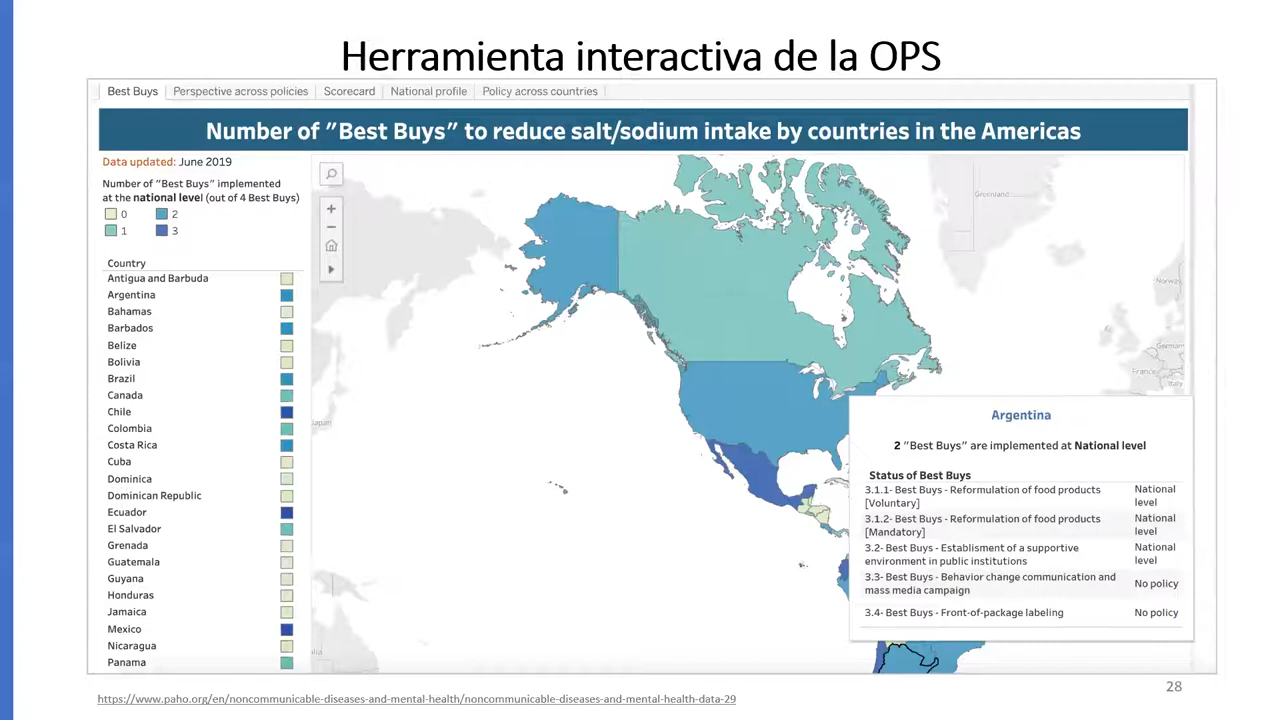 Herramienta interactiva de la OPS
Best Buys
Perspective across policies
Scorecard
National profile
Policy across countries
Number of "Best Buys" to reduce salt/sodium intake by countries in the Americas
Data updated: June 2019
Number of "Best Buys" implemented
at the national level (out of 4 Best Buys)
0
2
1
3
Country
Antigua and Barbuda
Argentina
Bahamas
Barbados
Belize
Bolivia
Brazil
Canada
Chile
Colombia
Costa Rica
Cuba
Dominica
Dominican Republic
Ecuador
El Salvador
Grenada
Guatemala
Guyana
Honduras
Jamaica
Mexico
Nicaragua
Panama
Greenland
Norway
German
France
Italy
Japan
Argentina
2 "Best Buys" are implemented at National level
Status of Best Buys
3.1.1- Best Buys - Reformulation of food products
[Voluntary]
National
level
3.1.2- Best Buys - Reformulation of food products
[Mandatory]
National
level
3.2- Best Buys - Establisment of a supportive
environment in public institutions
National
level
3.3- Best Buys - Behavior change communication and
mass media campaign
No policy
3.4- Best Buys - Front-of-package labeling
No policy
28
https://www.paho.org/en/noncommunicable-diseases-and-mental-health/noncommunicable-diseases-and-mental-health-data-29